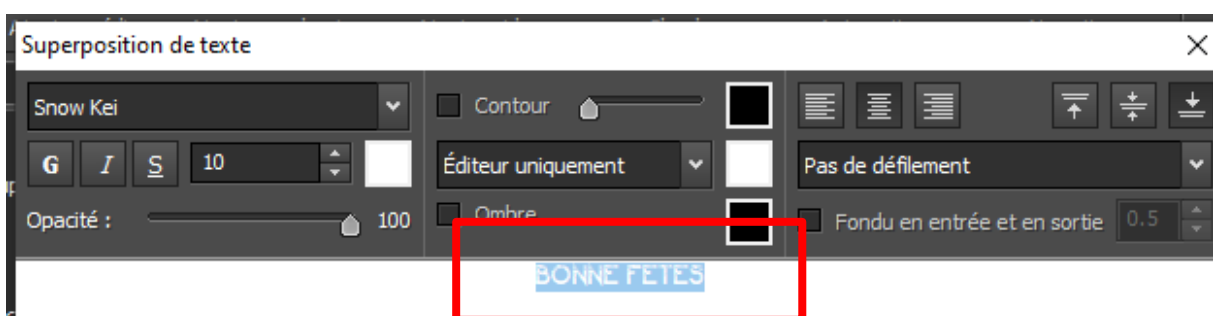 Superposition de texte
Snow Kei
Contour
G I S 10
Éditeur uniquement
Pas de défilement
Opacité : 100
Ombre
Fondu en entrée et en sortie 0.5
BONNE FETES